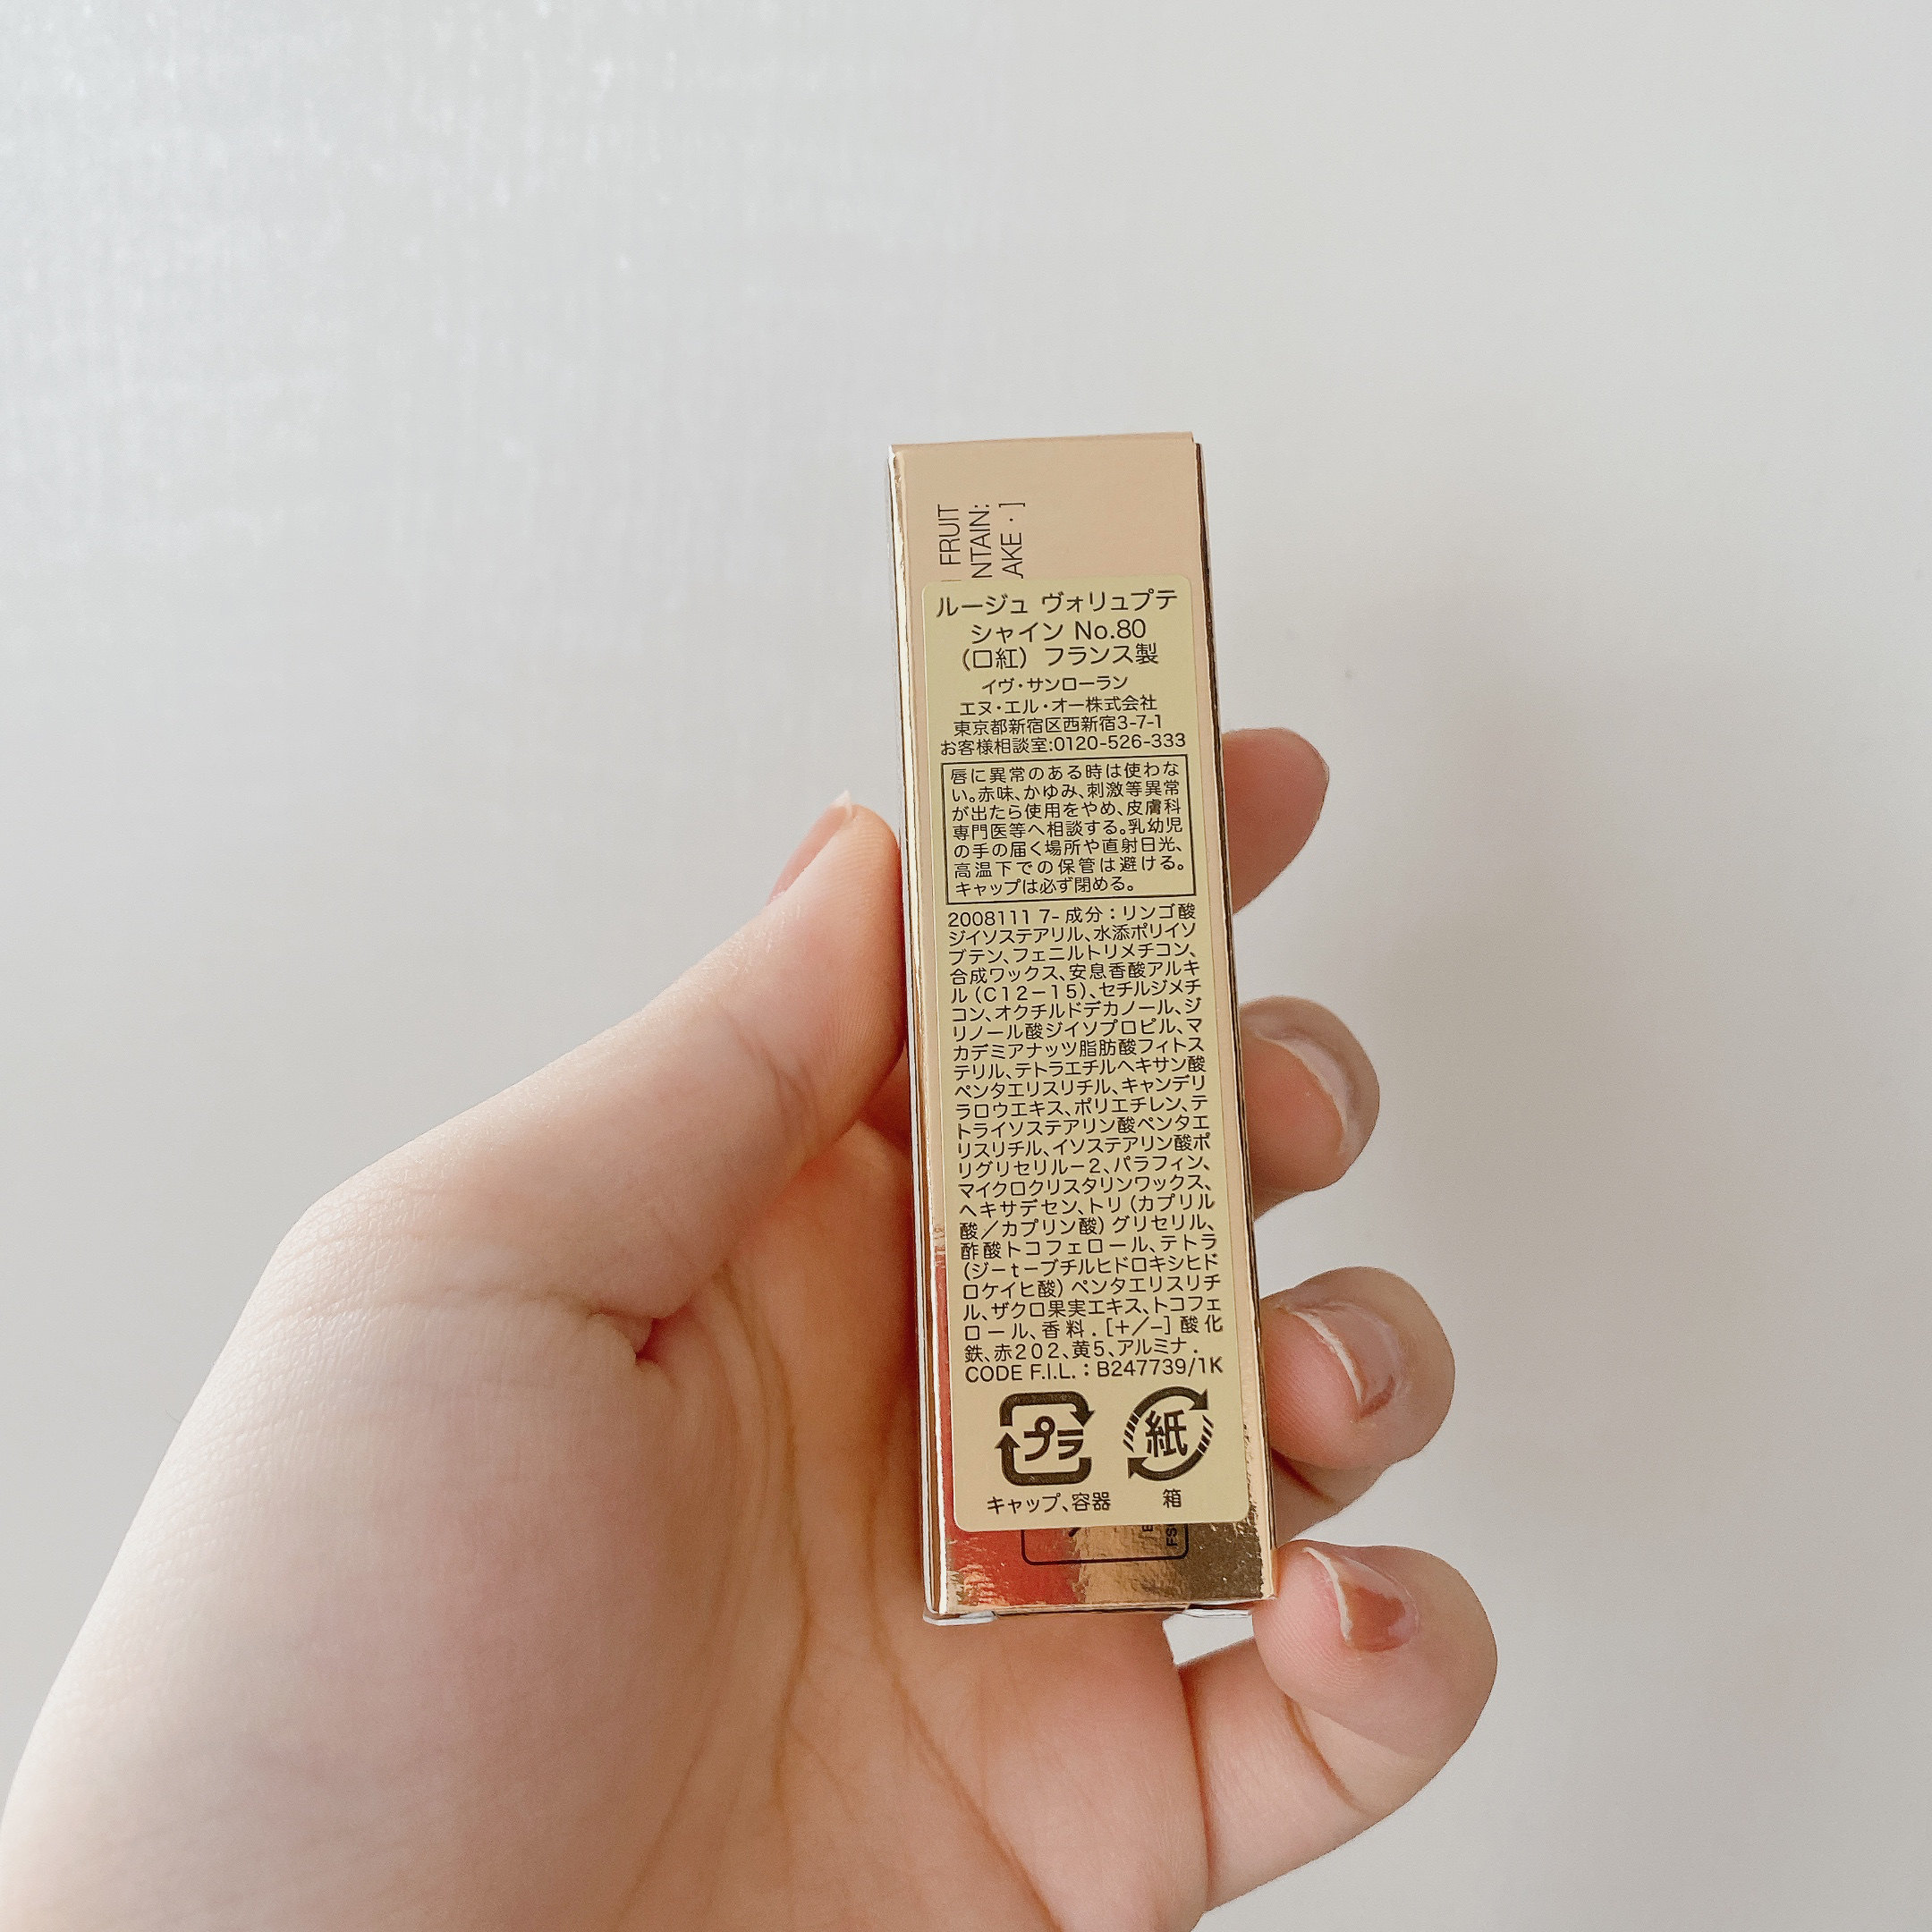 FRUIT
NTAIN:
AKE · ]
ルージュ ヴォリュプテ
シャイン No.80
(口紅) フランス製
イヴ・サンローラン
エヌ・エル・オー株式会社
東京都新宿区西新宿3-7-1
お客様相談室:0120-526-333
唇に異常のある時は使わな
い。赤味、かゆみ、刺激等異常
が出たら使用をやめ、皮膚科
専門医等へ相談する。乳幼児
の手の届く場所や直射日光、
高温下での保管は避ける。
キャップは必ず閉める。
2008111 7- 成分：リンゴ酸
ジイソステアリル、水添ポリイソ
ブテン、フェニルトリメチコン、
合成ワックス、安息香酸アルキ
ル（C12－15）、セチルジメチ
コン、オクチルドデカノール、ジ
リノール酸ジイソプロピル、マ
カデミアナッツ脂肪酸フィトス
テリル、テトラエチルヘキサン酸
ペンタエリスリチル、キャンデリ
ラロウエキス、ポリエチレン、テ
トライソステアリン酸ペンタエ
リスリチル、イソステアリン酸ポ
リグリセリル－2、パラフィン、
マイクロクリスタリンワックス、
ヘキサデセン、トリ（カプリル
酸／カプリン酸）グリセリル、
酢酸トコフェロール、テトラ
（ジ－t－ブチルヒドロキシヒド
ロケイヒ酸）ペンタエリスリチ
ル、ザクロ果実エキス、トコフェ
ロール、香料．[+／−] 酸化
鉄、赤202、黄5、アルミナ．
CODE F.I.L. : B247739/1K
プラ 紙
キャップ、容器 箱